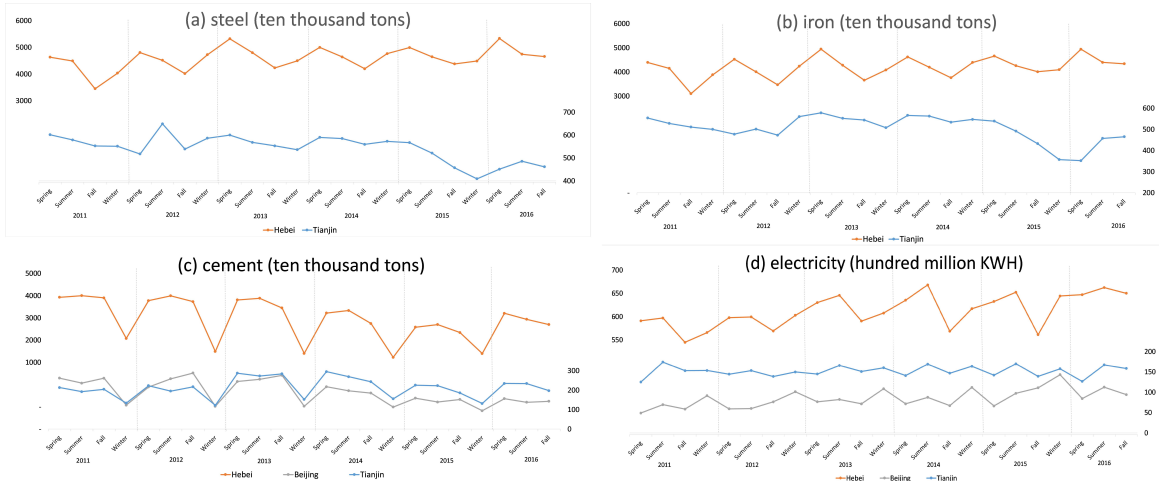 (a) steel (ten thousand tons)
6000
5000
4000
3000
700
600
500
400
Spring Summer Fall Winter Spring Summer Fall Winter Spring Summer Fall Winter Spring Summer Fall Winter Spring Summer Fall Winter Spring Summer Fall
2011 2012 2013 2014 2015 2016
Hebei Tianjin
(b) iron (ten thousand tons)
6000
5000
4000
3000
-
600
500
400
300
200
Spring Summer Fall Winter Spring Summer Fall Winter Spring Summer Fall Winter Spring Summer Fall Winter Spring Summer Fall Winter Spring Summer Fall
2011 2012 2013 2014 2015 2016
Hebei Tianjin
(c) cement (ten thousand tons)
5000
4000
3000
2000
1000
-
-
300
200
100
0
Spring Summer Fall Winter Spring Summer Fall Winter Spring Summer Fall Winter Spring Summer Fall Winter Spring Summer Fall Winter Spring Summer Fall
2011 2012 2013 2014 2015 2016
Hebei Beijing Tianjin
(d) electricity (hundred million KWH)
700
650
600
550
200
150
100
50
0
Spring Summer Fall Winter Spring Summer Fall Winter Spring Summer Fall Winter Spring Summer Fall Winter Spring Summer Fall Winter Spring Summer Fall
2011 2012 2013 2014 2015 2016
Hebei Beijing Tianjin